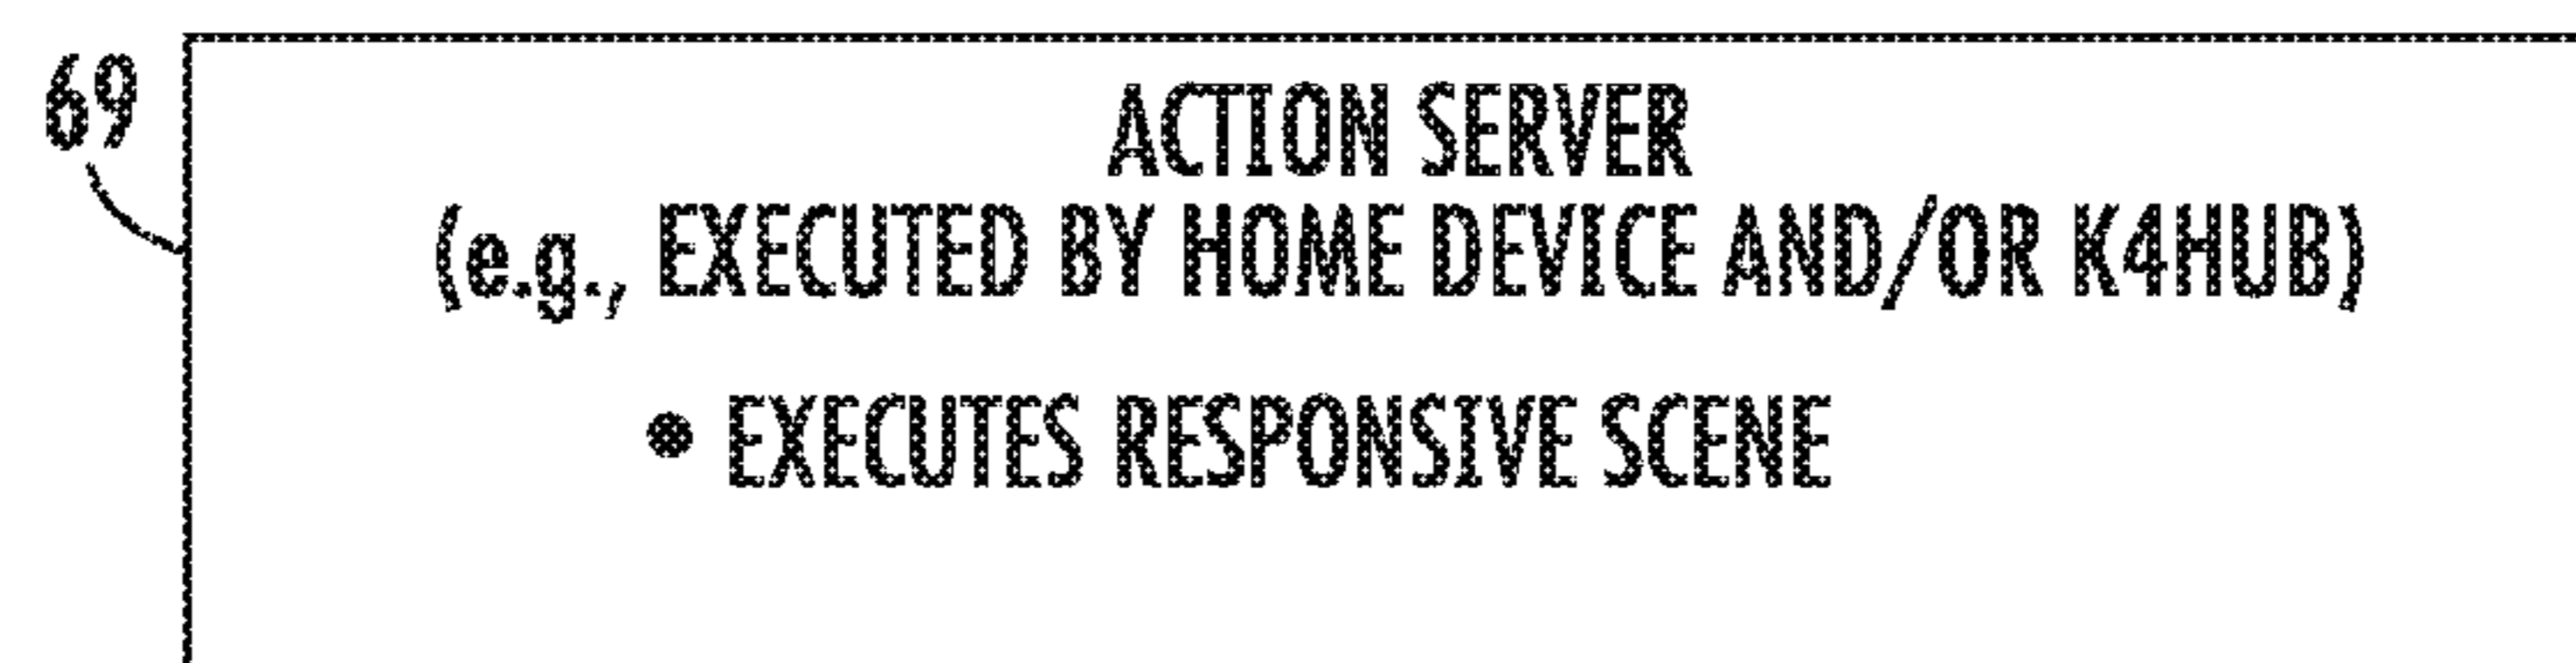 69
ACTION SERVER
(e.g., EXECUTED BY HOME DEVICE AND/OR K4HUB)
• EXECUTES RESPONSIVE SCENE